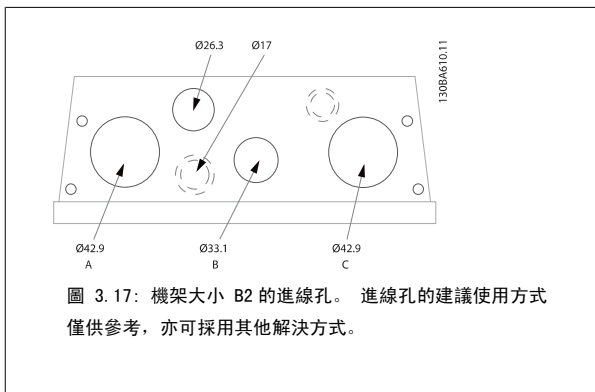 Ø26.3
Ø17
130BA610.11
Ø42.9
A
Ø33.1
B
Ø42.9
C
圖 3.17: 機架大小 B2 的進線孔。 進線孔的建議使用方式
僅供參考，亦可採用其他解決方式。